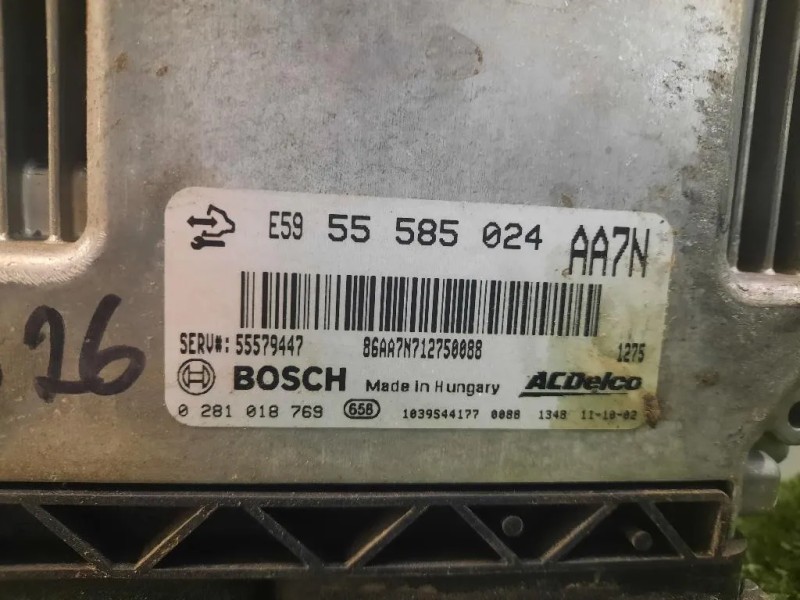 E59 55 585 024 AA7N
SERV#: 55579447 86AA7N712750088 1275
BOSCH Made in Hungary ACDelco
0 281 018 769 658 1039S44177 0088 1348 11-10-02
26